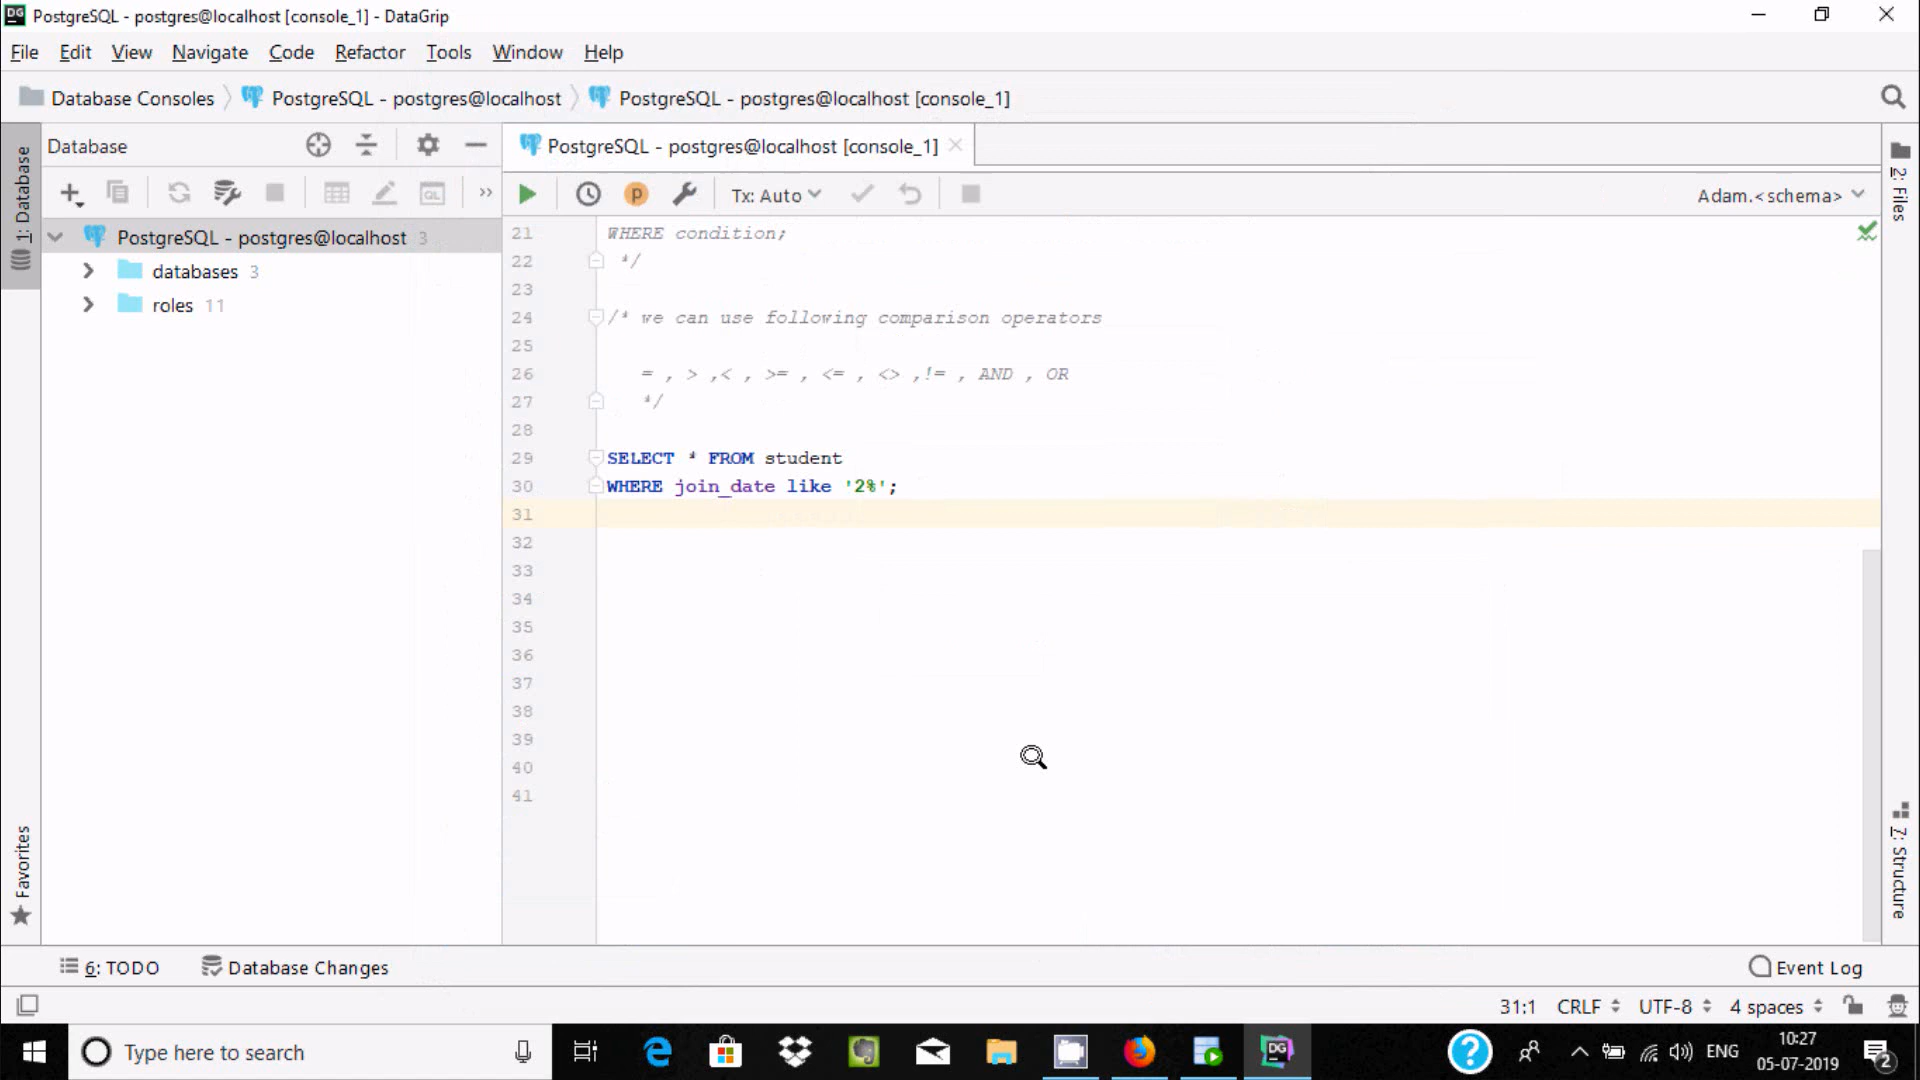 DG PostgreSQL - postgres@localhost [console_1] - DataGrip
File Edit View Navigate Code Refactor Tools Window Help
Database Consoles PostgreSQL - postgres@localhost PostgreSQL - postgres@localhost [console_1]
1: Database
Database
PostgreSQL - postgres@localhost [console_1]
2: Files
QL
p Tx: Auto Adam.<schema>
PostgreSQL - postgres@localhost 3
databases 3
roles 11
21 WHERE condition;
22 */
23
24 /* we can use following comparison operators
25
26 = , > ,< , >= , <= , <> ,!= , AND , OR
27 */
28
29 SELECT * FROM student
30 WHERE join_date like '2%';
31
32
33
34
35
36
37
38
39
40
41
Favorites
7: Structure
6: TODO Database Changes Event Log
31:1 CRLF UTF-8 4 spaces
Type here to search
DG
ENG
10:27
05-07-2019
2